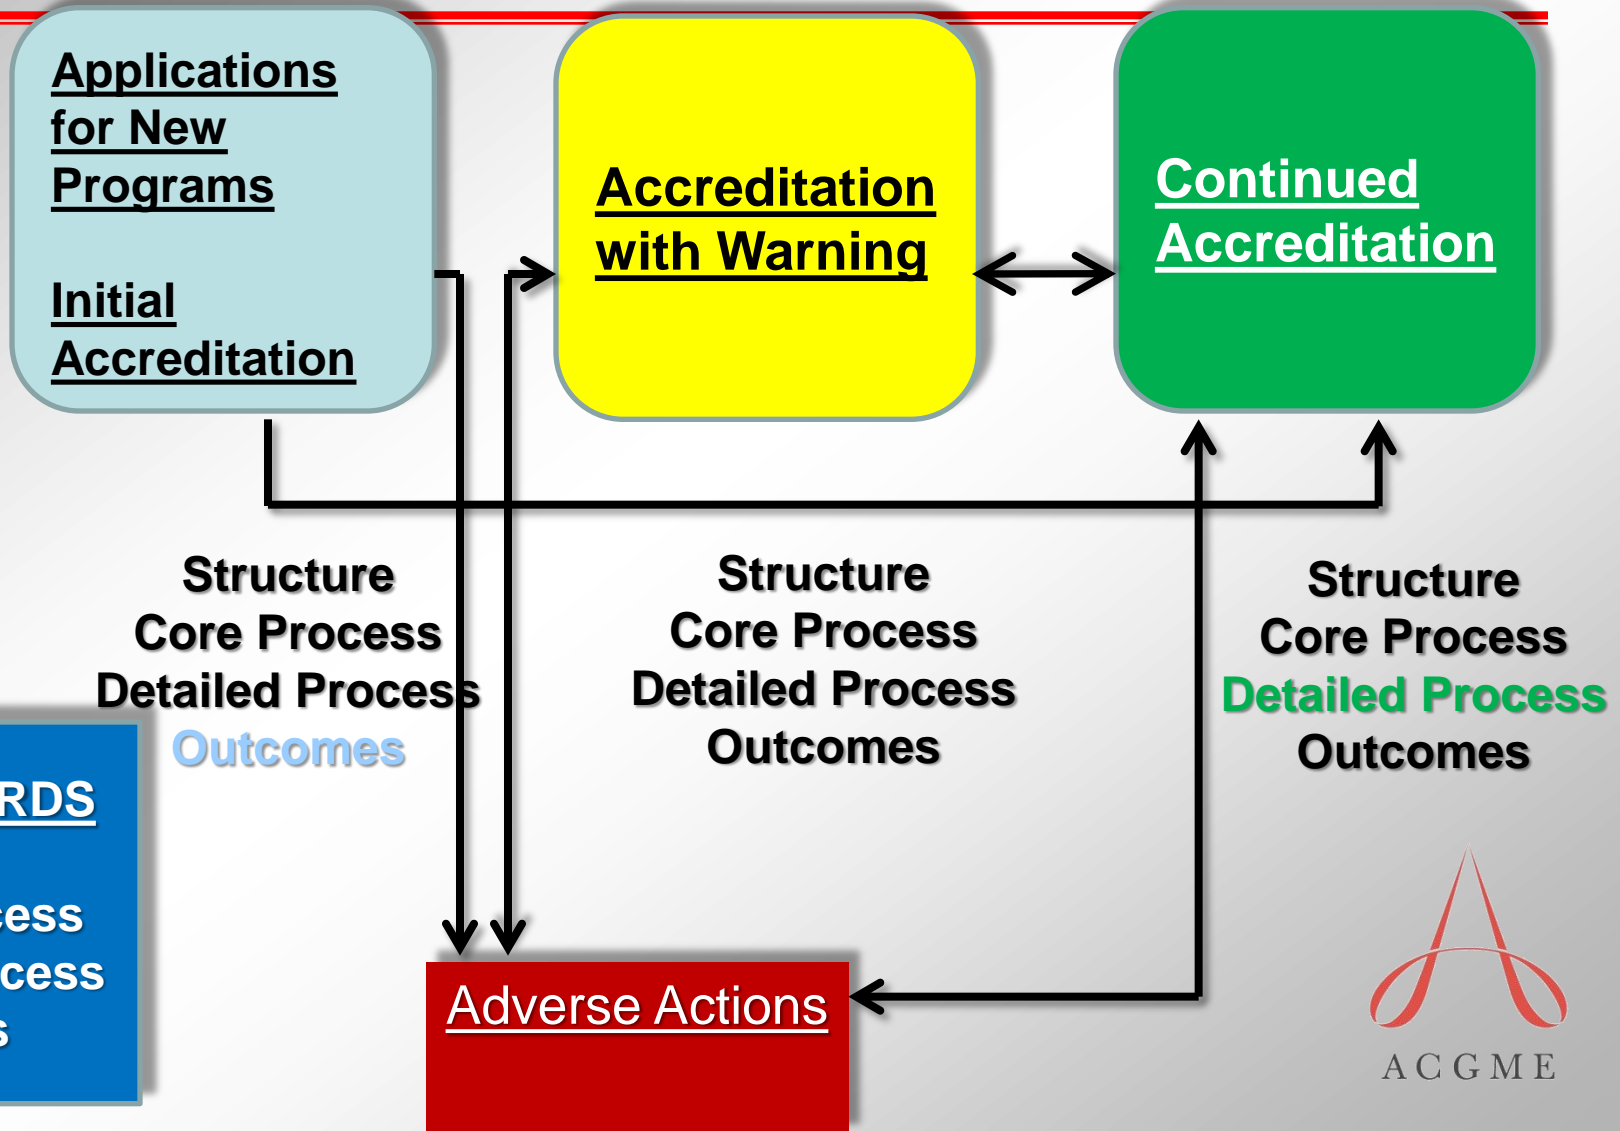 Applications
for New
Programs
Initial
Accreditation
Accreditation
with Warning
Continued
Accreditation
Structure
Core Process
Detailed Process
Outcomes
Structure
Core Process
Detailed Process
Outcomes
Structure
Core Process
Detailed Process
Outcomes
RDS
cess
cess
s
Adverse Actions
ACGME